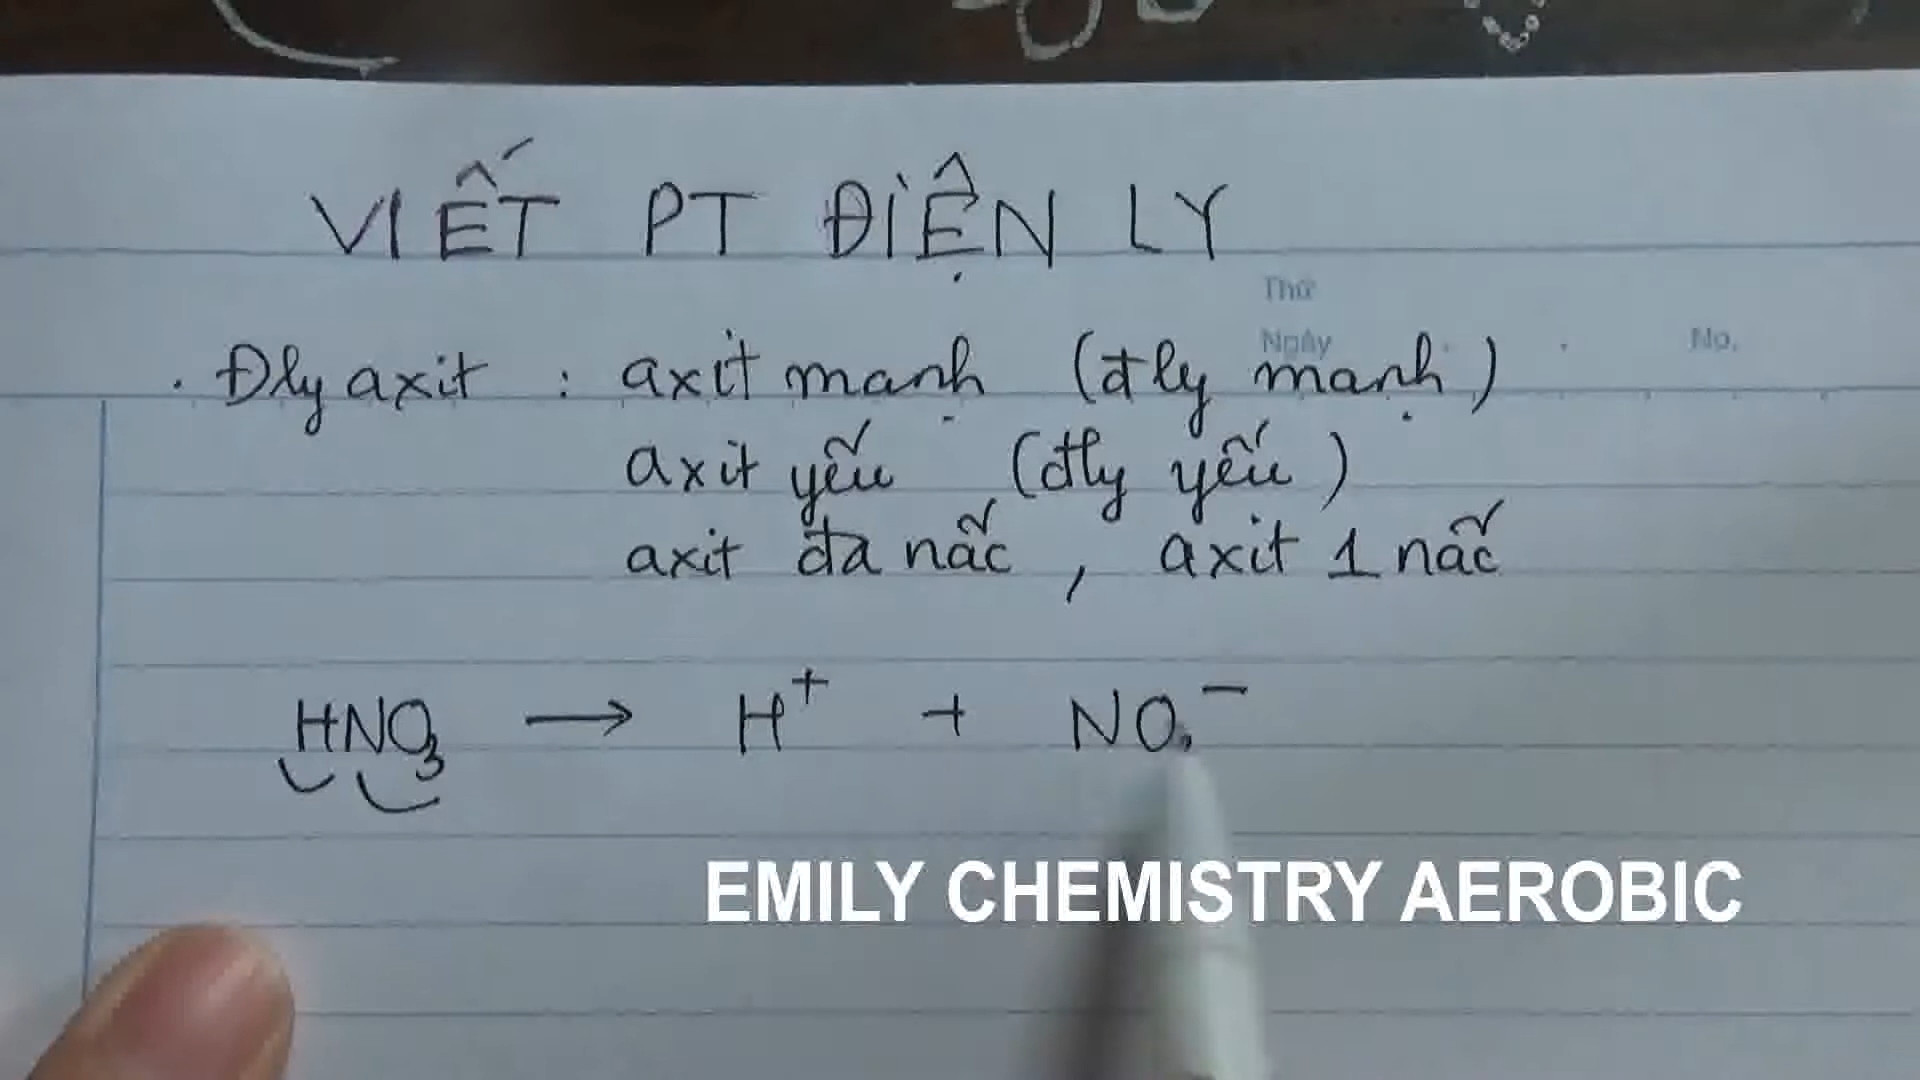 VIẾT PT ĐIỆN LY
Thứ
Ngày No.
. Đly axit : axit mạnh (đly mạnh)
axit yếu (đly yếu)
axit đa nấc , axit 1 nấc
HNO₃ → H⁺ + NO⁻
EMILY CHEMISTRY AEROBIC